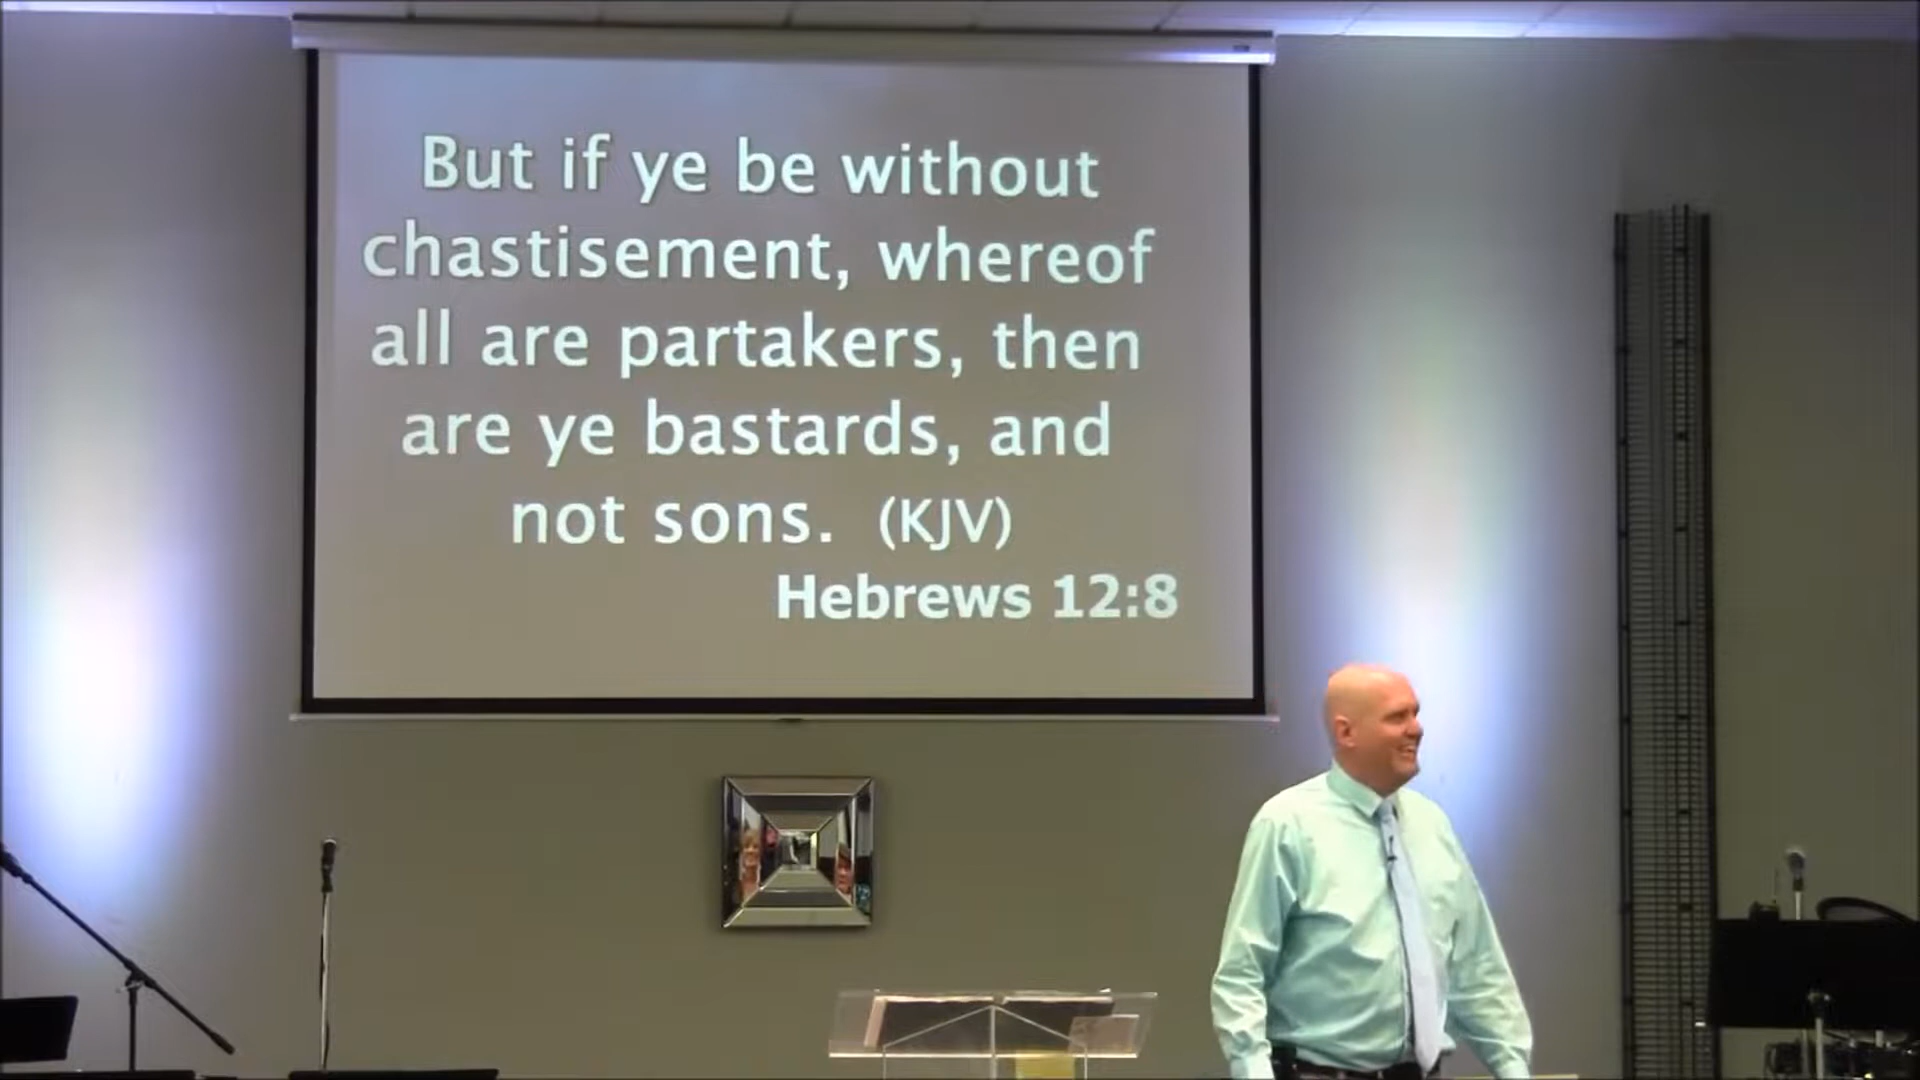 But if ye be without
chastisement, whereof
all are partakers, then
are ye bastards, and
not sons. (KJV)
Hebrews 12:8